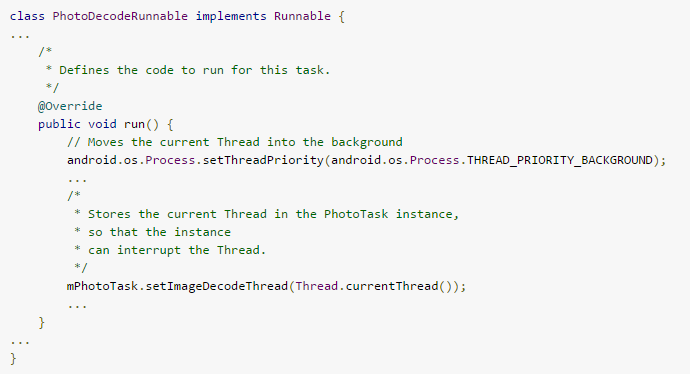 class PhotoDecodeRunnable implements Runnable {
...
    /*
     * Defines the code to run for this task.
     */
    @Override
    public void run() {
        // Moves the current Thread into the background
        android.os.Process.setThreadPriority(android.os.Process.THREAD_PRIORITY_BACKGROUND);
        ...
        /*
         * Stores the current Thread in the PhotoTask instance,
         * so that the instance
         * can interrupt the Thread.
         */
        mPhotoTask.setImageDecodeThread(Thread.currentThread());
        ...
    }
...
}